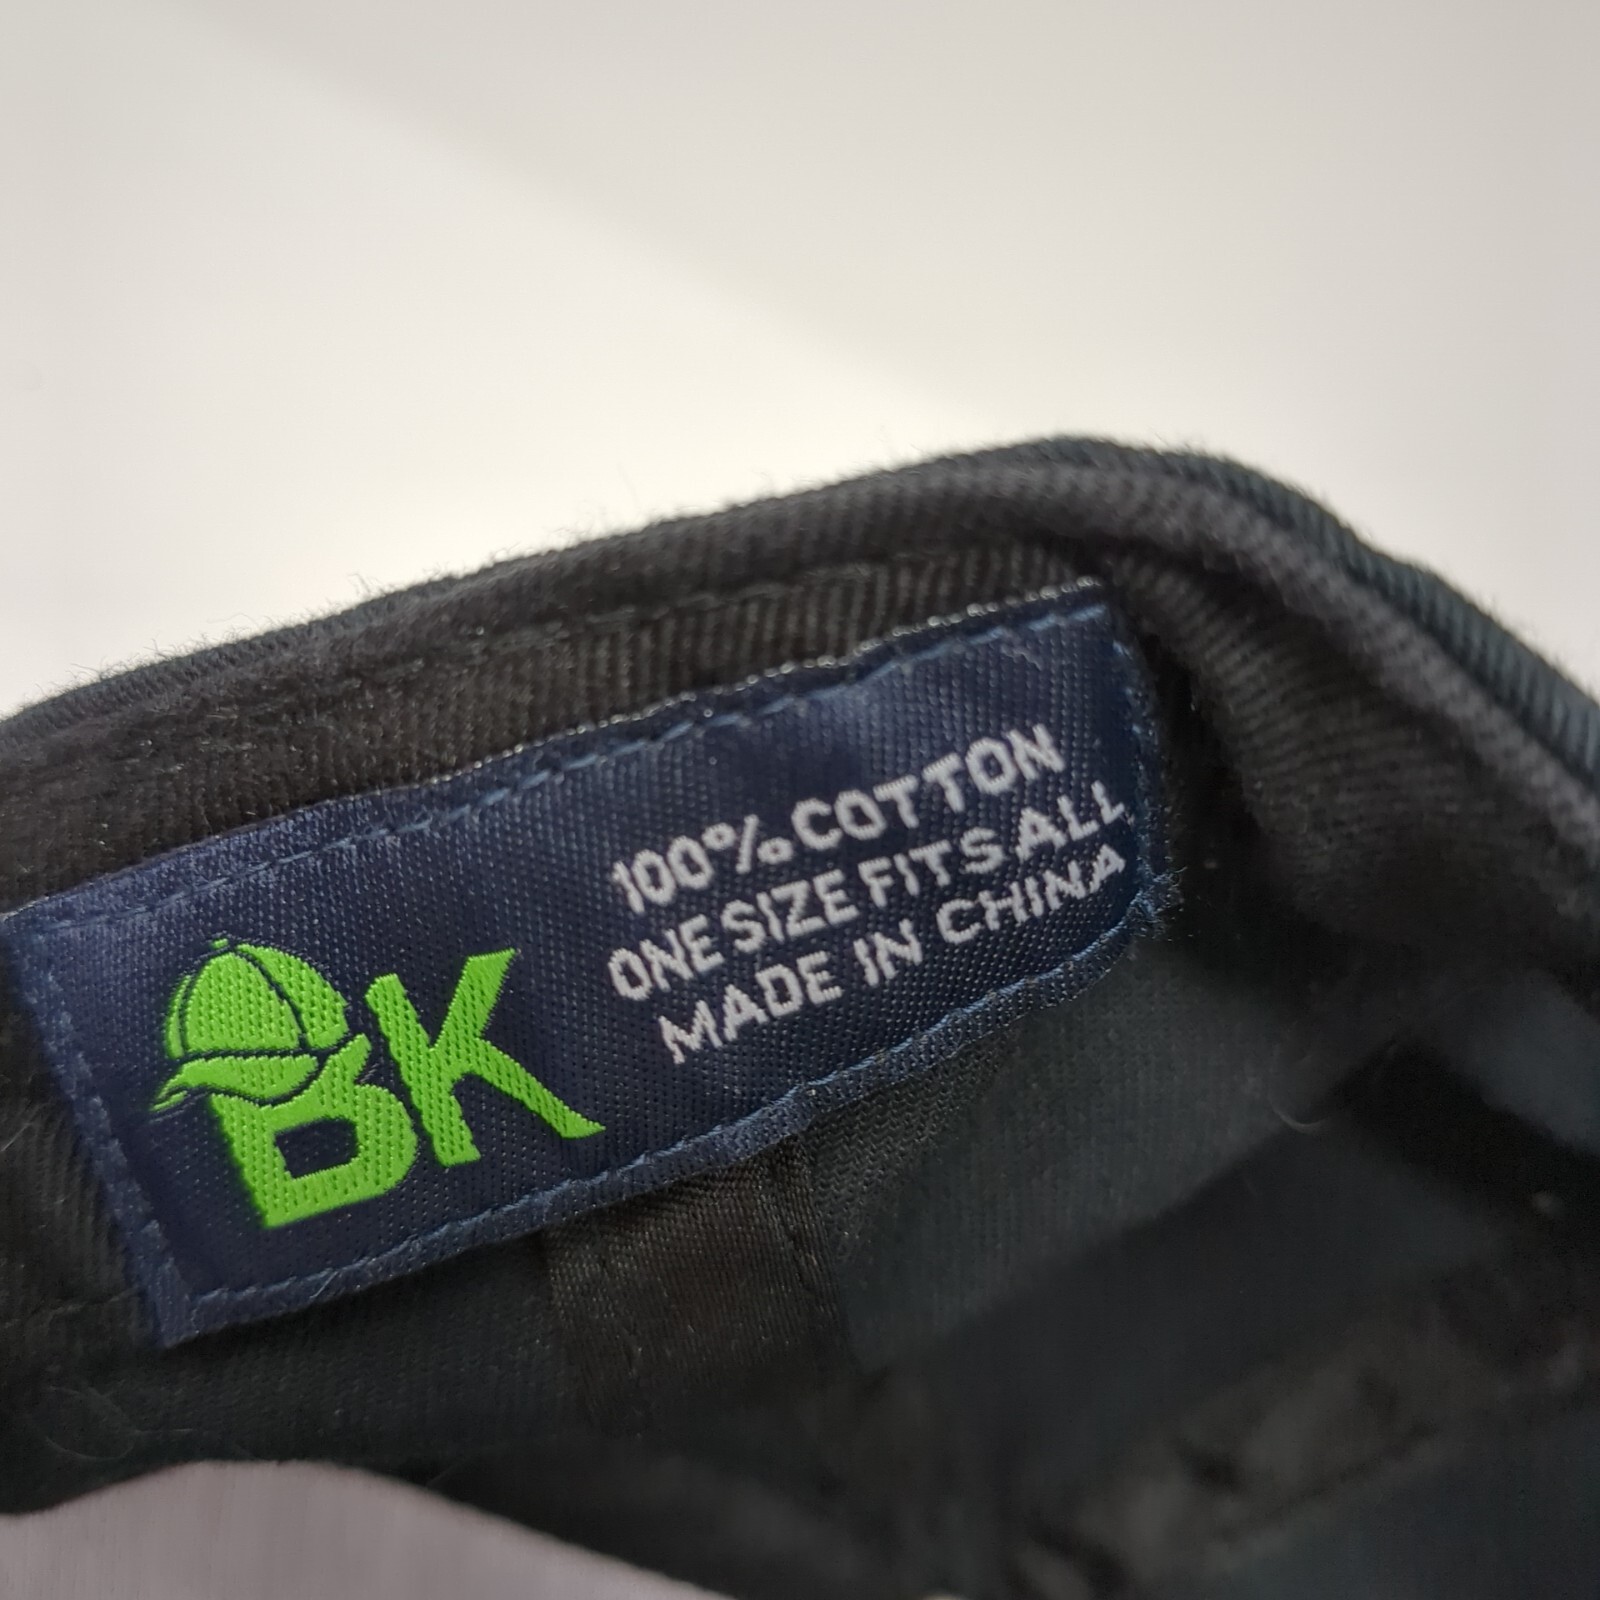 BK
100% COTTON
ONE SIZE FITS ALL
MADE IN CHINA